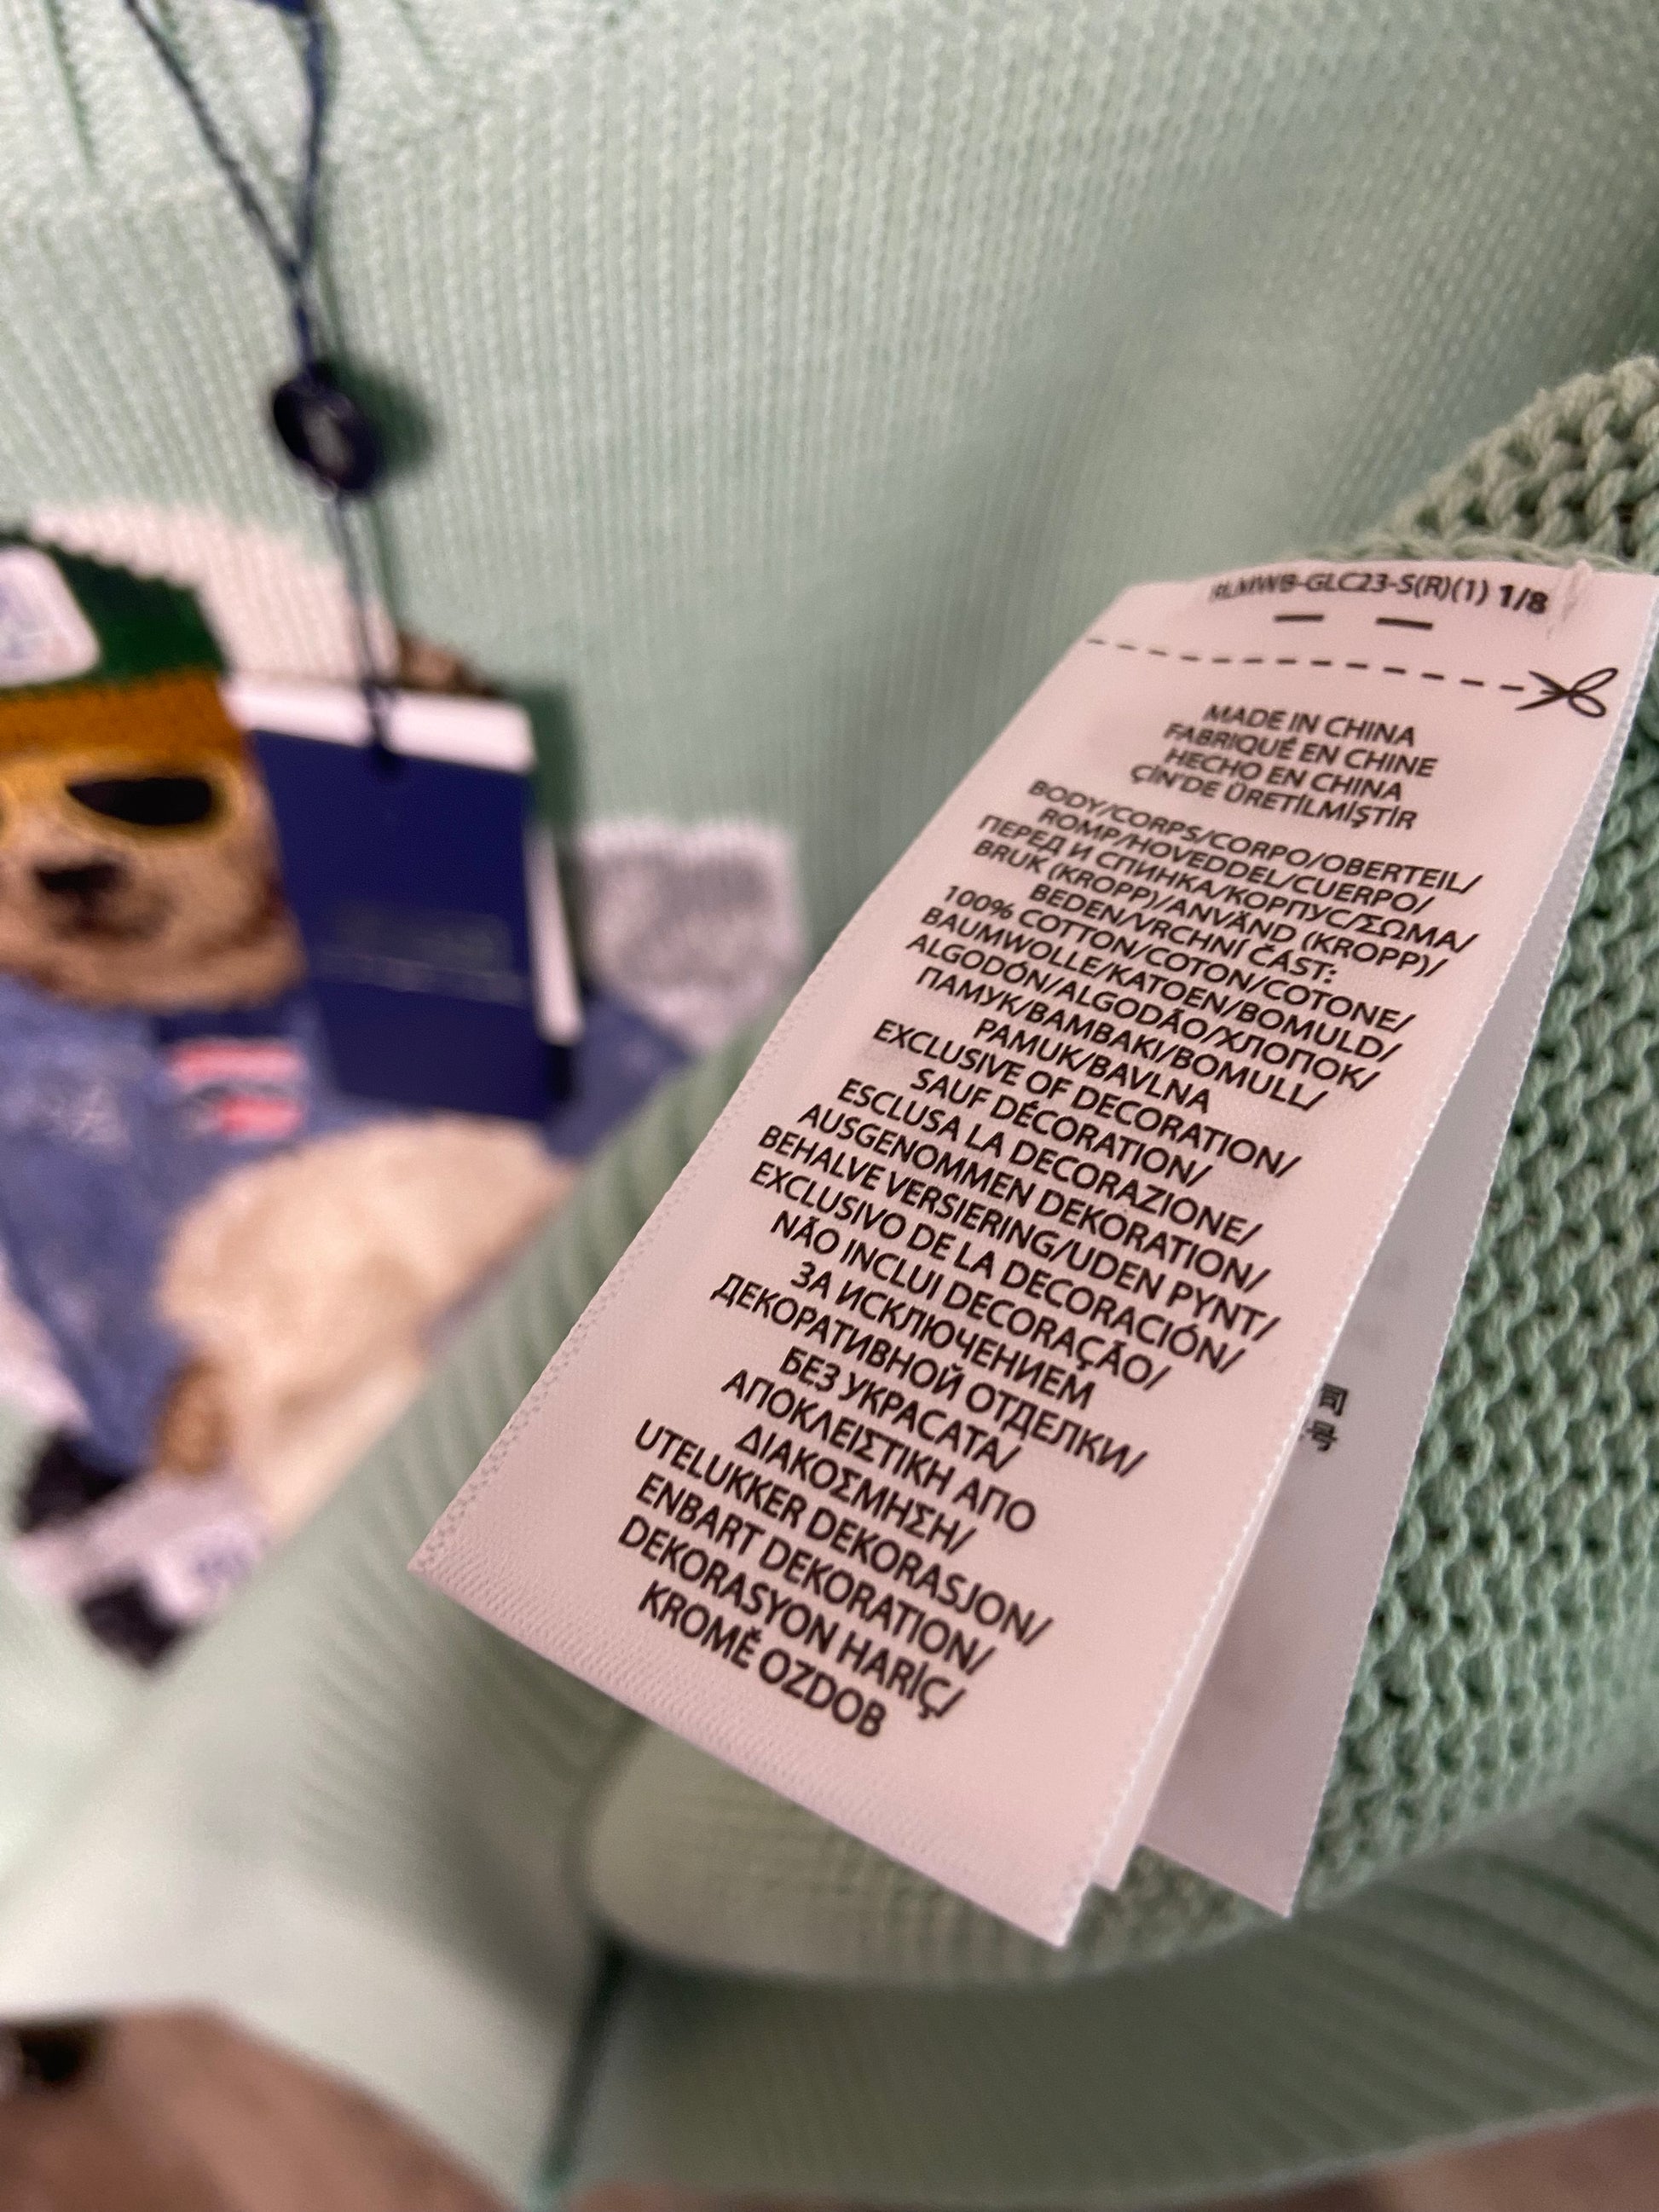 RLMWB-GLC23-S(R)(1) 1/8
MADE IN CHINA
FABRIQUÉ EN CHINE
HECHO EN CHINA
ÇİN'DE ÜRETİLMİŞTİR
BODY/CORPS/CORPO/OBERTEIL/
ROMP/HOVEDDEL/CUERPO/
ПЕРЕД И СПИНКА/КОРПУС/ΣΩΜΑ/
BRUK (KROPP)/ANVÄND (KROPP)/
BEDEN/VRCHNÍ ČÁST:
100% COTTON/COTON/COTONE/
BAUMWOLLE/KATOEN/BOMULD/
ALGODÓN/ALGODÃO/ХЛОПОК/
ПАМУК/ΒΑΜΒΑΚΙ/BOMULL/
PAMUK/BAVLNA
EXCLUSIVE OF DECORATION/
SAUF DÉCORATION/
ESCLUSA LA DECORAZIONE/
AUSGENOMMEN DEKORATION/
BEHALVE VERSIERING/UDEN PYNT/
EXCLUSIVO DE LA DECORACIÓN/
NÃO INCLUI DECORAÇÃO/
ЗА ИСКЛЮЧЕНИЕМ
ДЕКОРАТИВНОЙ ОТДЕЛКИ/
БЕЗ УКРАСАТА/
ΑΠΟΚΛΕΙΣΤΙΚΗ ΑΠΟ
ΔΙΑΚΟΣΜΗΣΗ/
UTELUKKER DEKORASJON/
ENBART DEKORATION/
DEKORASYON HARİÇ/
KROMĚ OZDOB
司
号